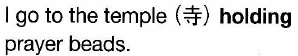 I go to the temple (寺) holding
prayer beads.